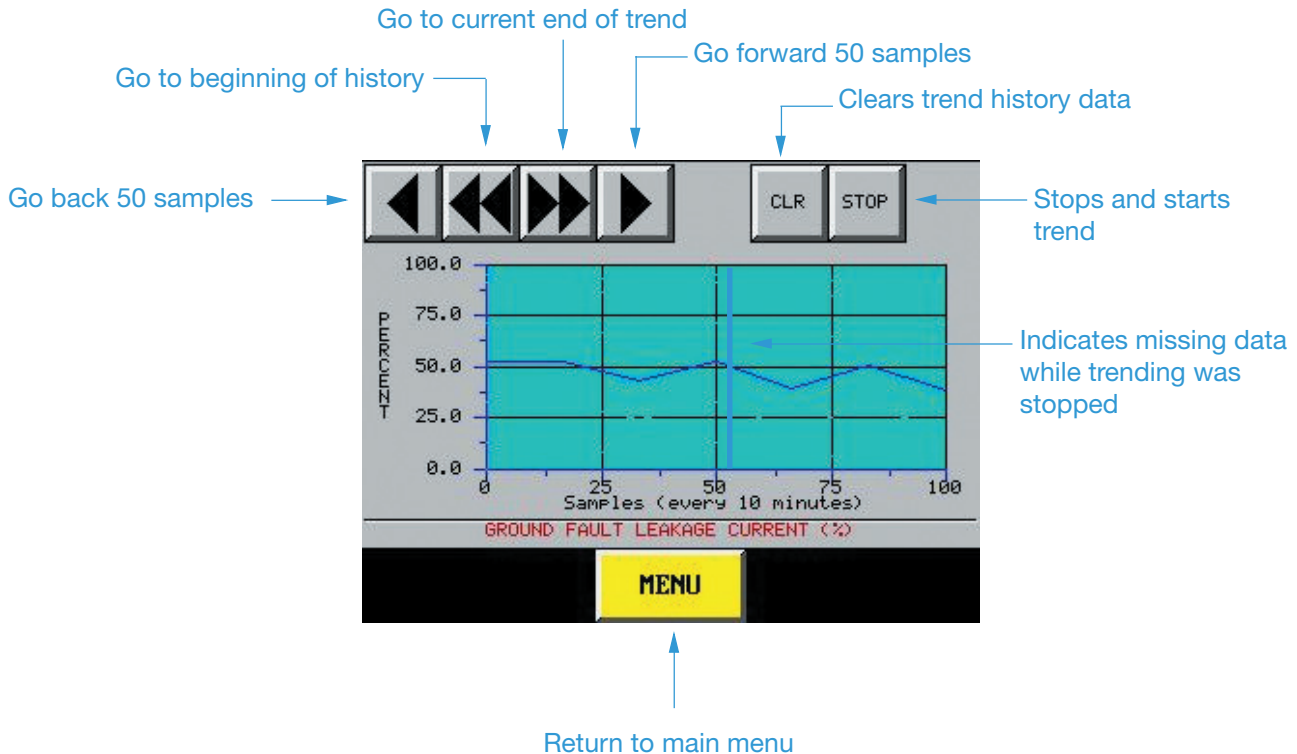 Go to current end of trend
Go forward 50 samples
Go to beginning of history
Clears trend history data
Go back 50 samples
CLR
STOP
Stops and starts
trend
100.0
75.0
50.0
25.0
0.0
PERCENT
Indicates missing data
while trending was
stopped
0 25 50 75 100
Samples (every 10 minutes)
GROUND FAULT LEAKAGE CURRENT (%)
MENU
Return to main menu